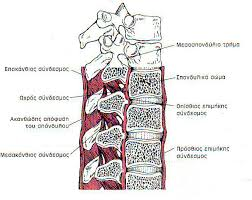 Μεσοσπονδύλιο τρήμα
Επακάνθιος σύνδεσμος
Σπονδυλικό σώμα
Ωχρός σύνδεσμος
Οπίσθιος επιμήκης
σύνδεσμος
Ακανθώδης απόφυση
του σπόνδυλου
Μεσακάνθιος σύνδεσμος
Πρόσθιος επιμήκης
σύνδεσμος